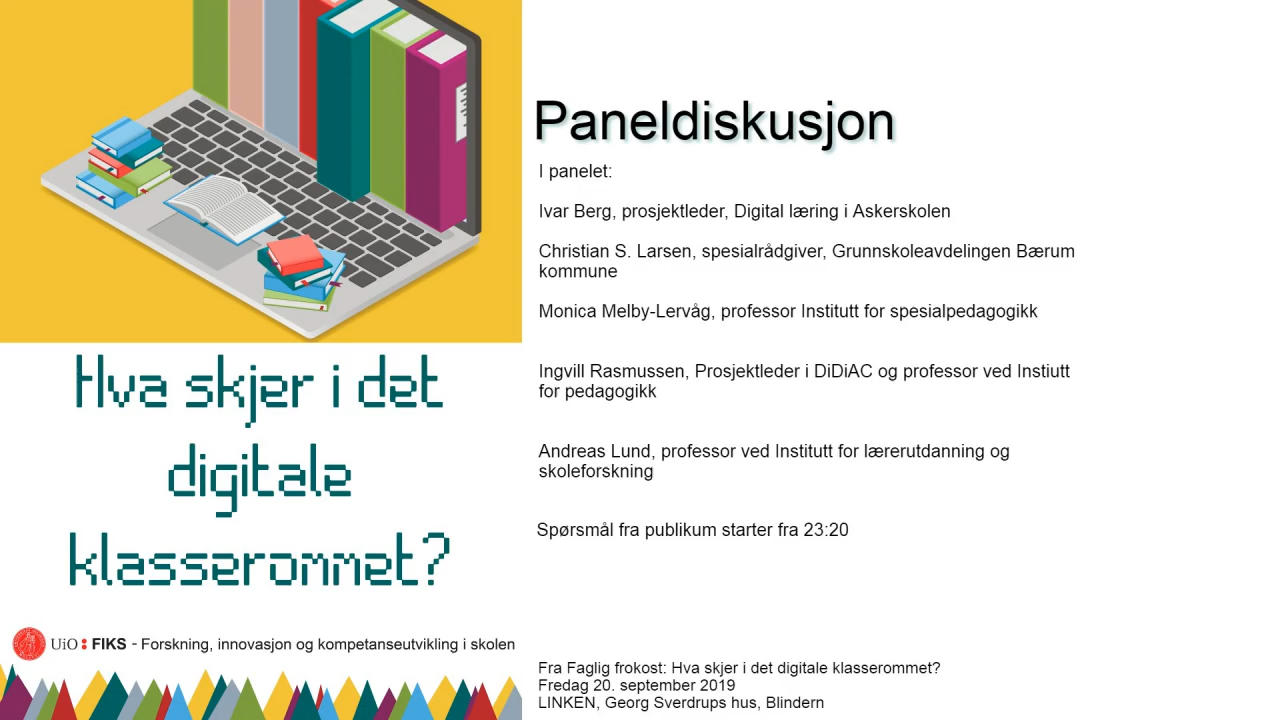 Hva skjer i det
digitale
klasserommet?
UiO : FIKS - Forskning, innovasjon og kompetanseutvikling i skolen
Paneldiskusjon
I panelet:
Ivar Berg, prosjektleder, Digital læring i Askerskolen
Christian S. Larsen, spesialrådgiver, Grunnskoleavdelingen Bærum
kommune
Monica Melby-Lervåg, professor Institutt for spesialpedagogikk
Ingvill Rasmussen, Prosjektleder i DiDiAC og professor ved Instiutt
for pedagogikk
Andreas Lund, professor ved Institutt for lærerutdanning og
skoleforskning
Spørsmål fra publikum starter fra 23:20
Fra Faglig frokost: Hva skjer i det digitale klasserommet?
Fredag 20. september 2019
LINKEN, Georg Sverdrups hus, Blindern